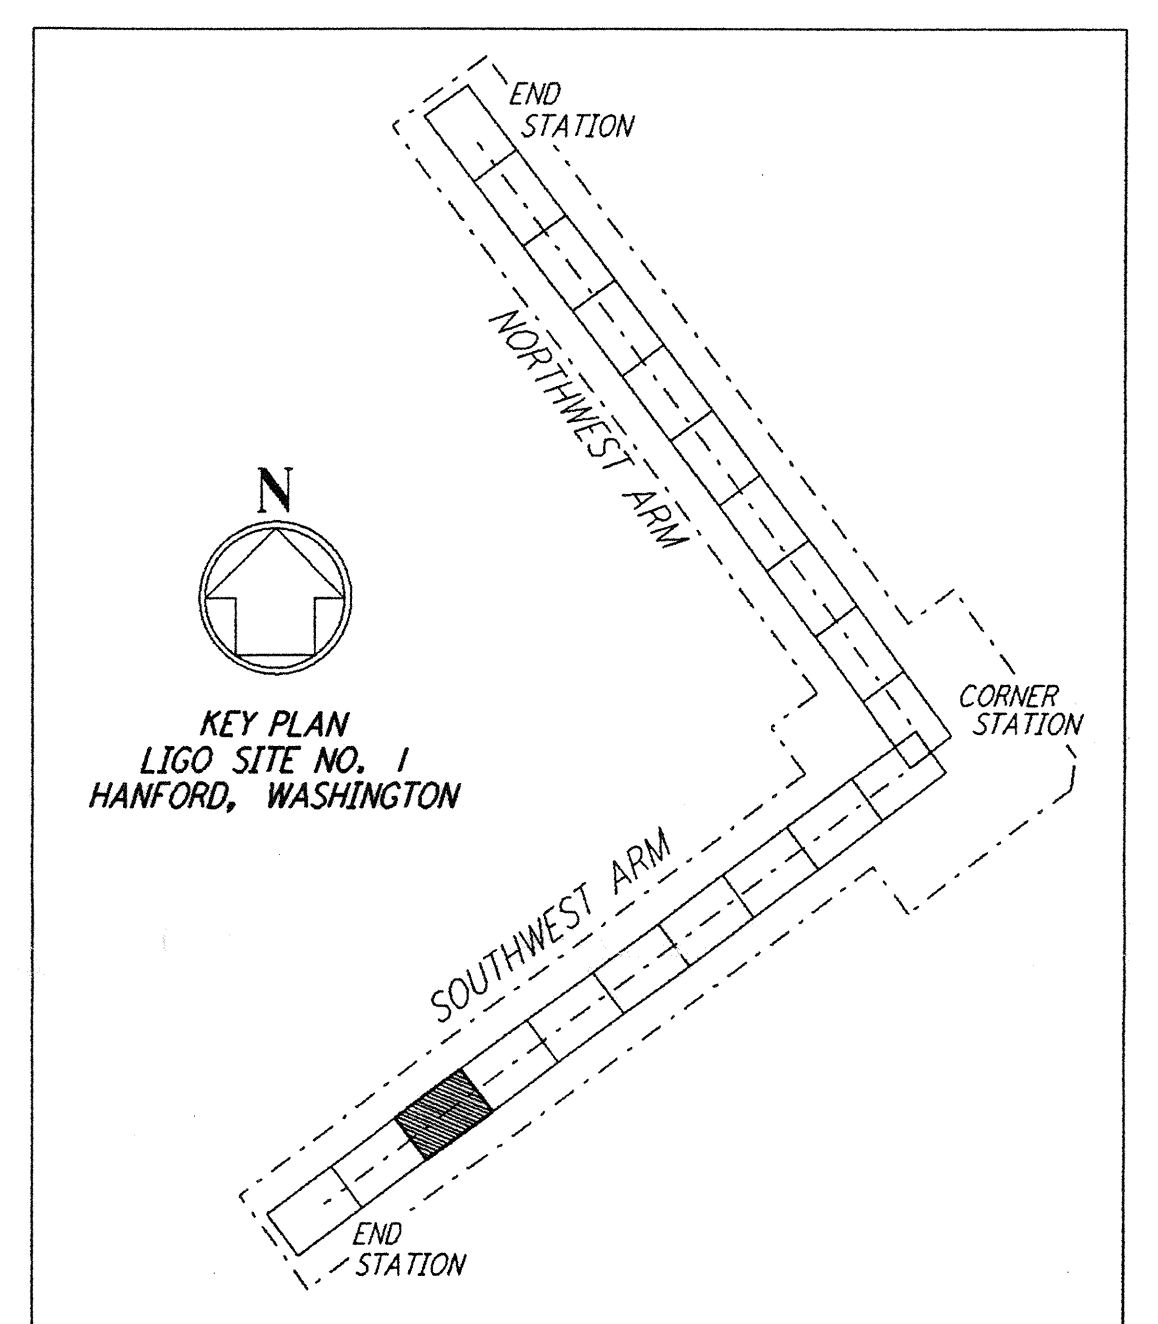 END
STATION
NORTHWEST ARM
N
KEY PLAN
LIGO SITE NO. 1
HANFORD, WASHINGTON
CORNER
STATION
SOUTHWEST ARM
END
STATION